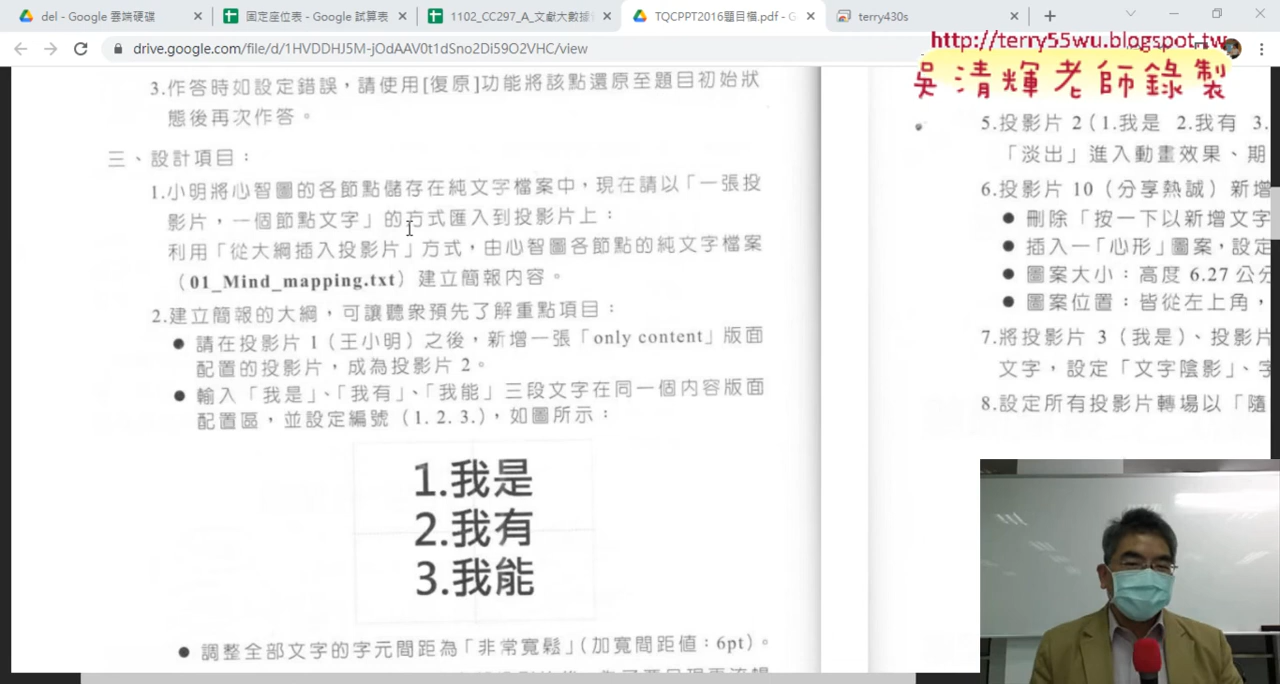 del - Google 雲端硬碟
固定座位表 - Google 試算表
1102_CC297_A_文獻大數據
TQCPPT2016題目檔.pdf - G
terry430s
drive.google.com/file/d/1HVDDHJ5M-jOdAAV0t1dSno2Di59O2VHC/view
http://terry55wu.blogspot.tw
吳清輝老師錄製
3.作答時如設定錯誤，請使用[復原]功能將該點還原至題目初始狀
態後再次作答。
三、設計項目：
1.小明將心智圖的各節點儲存在純文字檔案中，現在請以「一張投
影片，一個節點文字」的方式匯入到投影片上：
利用「從大綱插入投影片」方式，由心智圖各節點的純文字檔案
（01_Mind_mapping.txt）建立簡報內容。
2.建立簡報的大綱，可讓聽眾預先了解重點項目：
● 請在投影片 1（王小明）之後，新增一張「only content」版面
配置的投影片，成為投影片 2。
● 輸入「我是」、「我有」、「我能」三段文字在同一個內容版面
配置區，並設定編號（1. 2. 3.），如圖所示：
1.我是
2.我有
3.我能
● 調整全部文字的字元間距為「非常寬鬆」（加寬間距值：6pt）。
5.投影片 2（1.我是 2.我有 3.
「淡出」進入動畫效果、期
6.投影片 10（分享熱誠）新增
● 刪除「按一下以新增文字
● 插入一「心形」圖案，設定
● 圖案大小：高度 6.27 公分
● 圖案位置：皆從左上角，
7.將投影片 3（我是）、投影片
文字，設定「文字陰影」、字
8.設定所有投影片轉場以「隨